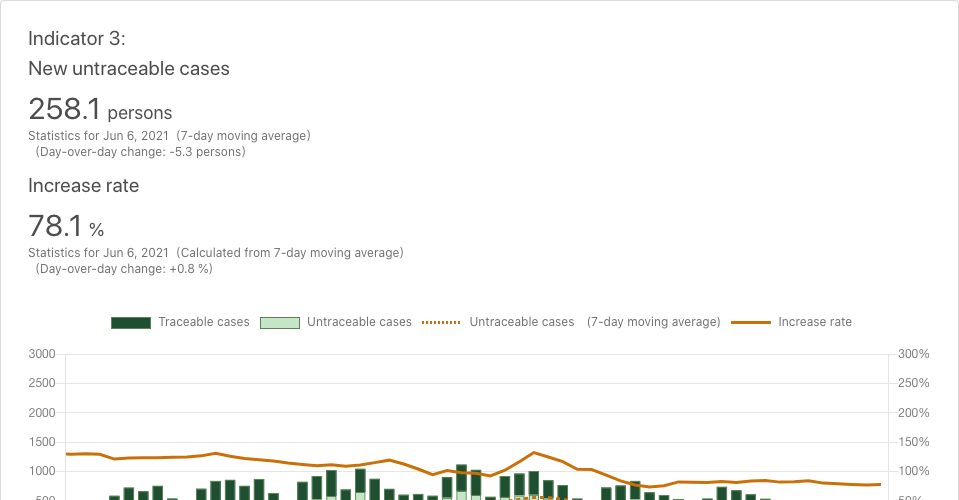 Indicator 3:
New untraceable cases
258.1 persons
Statistics for Jun 6, 2021 (7-day moving average)
(Day-over-day change: -5.3 persons)
Increase rate
78.1 %
Statistics for Jun 6, 2021 (Calculated from 7-day moving average)
(Day-over-day change: +0.8 %)
Traceable cases Untraceable cases Untraceable cases (7-day moving average) Increase rate
3000 300%
2500 250%
2000 200%
1500 150%
1000 100%
500 50%